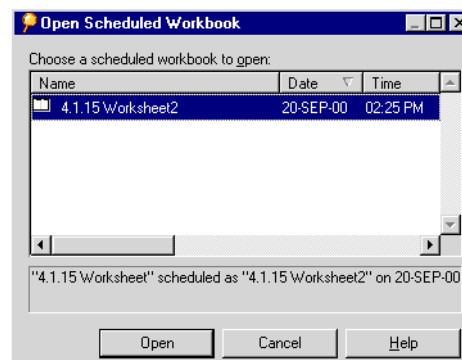 Open Scheduled Workbook
Choose a scheduled workbook to open:
Name Date Time
4.1.15 Worksheet2 20-SEP-00 02:25 PM
"4.1.15 Worksheet" scheduled as "4.1.15 Worksheet2" on 20-SEP-00
Open Cancel Help